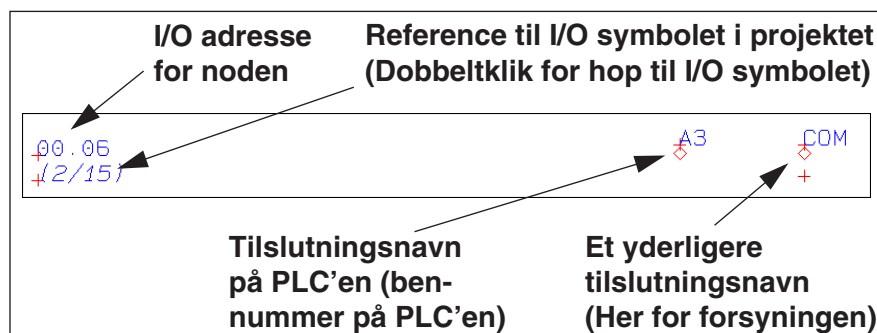 I/O adresse
for noden
Reference til I/O symbolet i projektet
(Dobbeltklik for hop til I/O symbolet)
00.06
(2/15)
A3
COM
Tilslutningsnavn
på PLC'en (ben-
nummer på PLC'en)
Et yderligere
tilslutningsnavn
(Her for forsyningen)